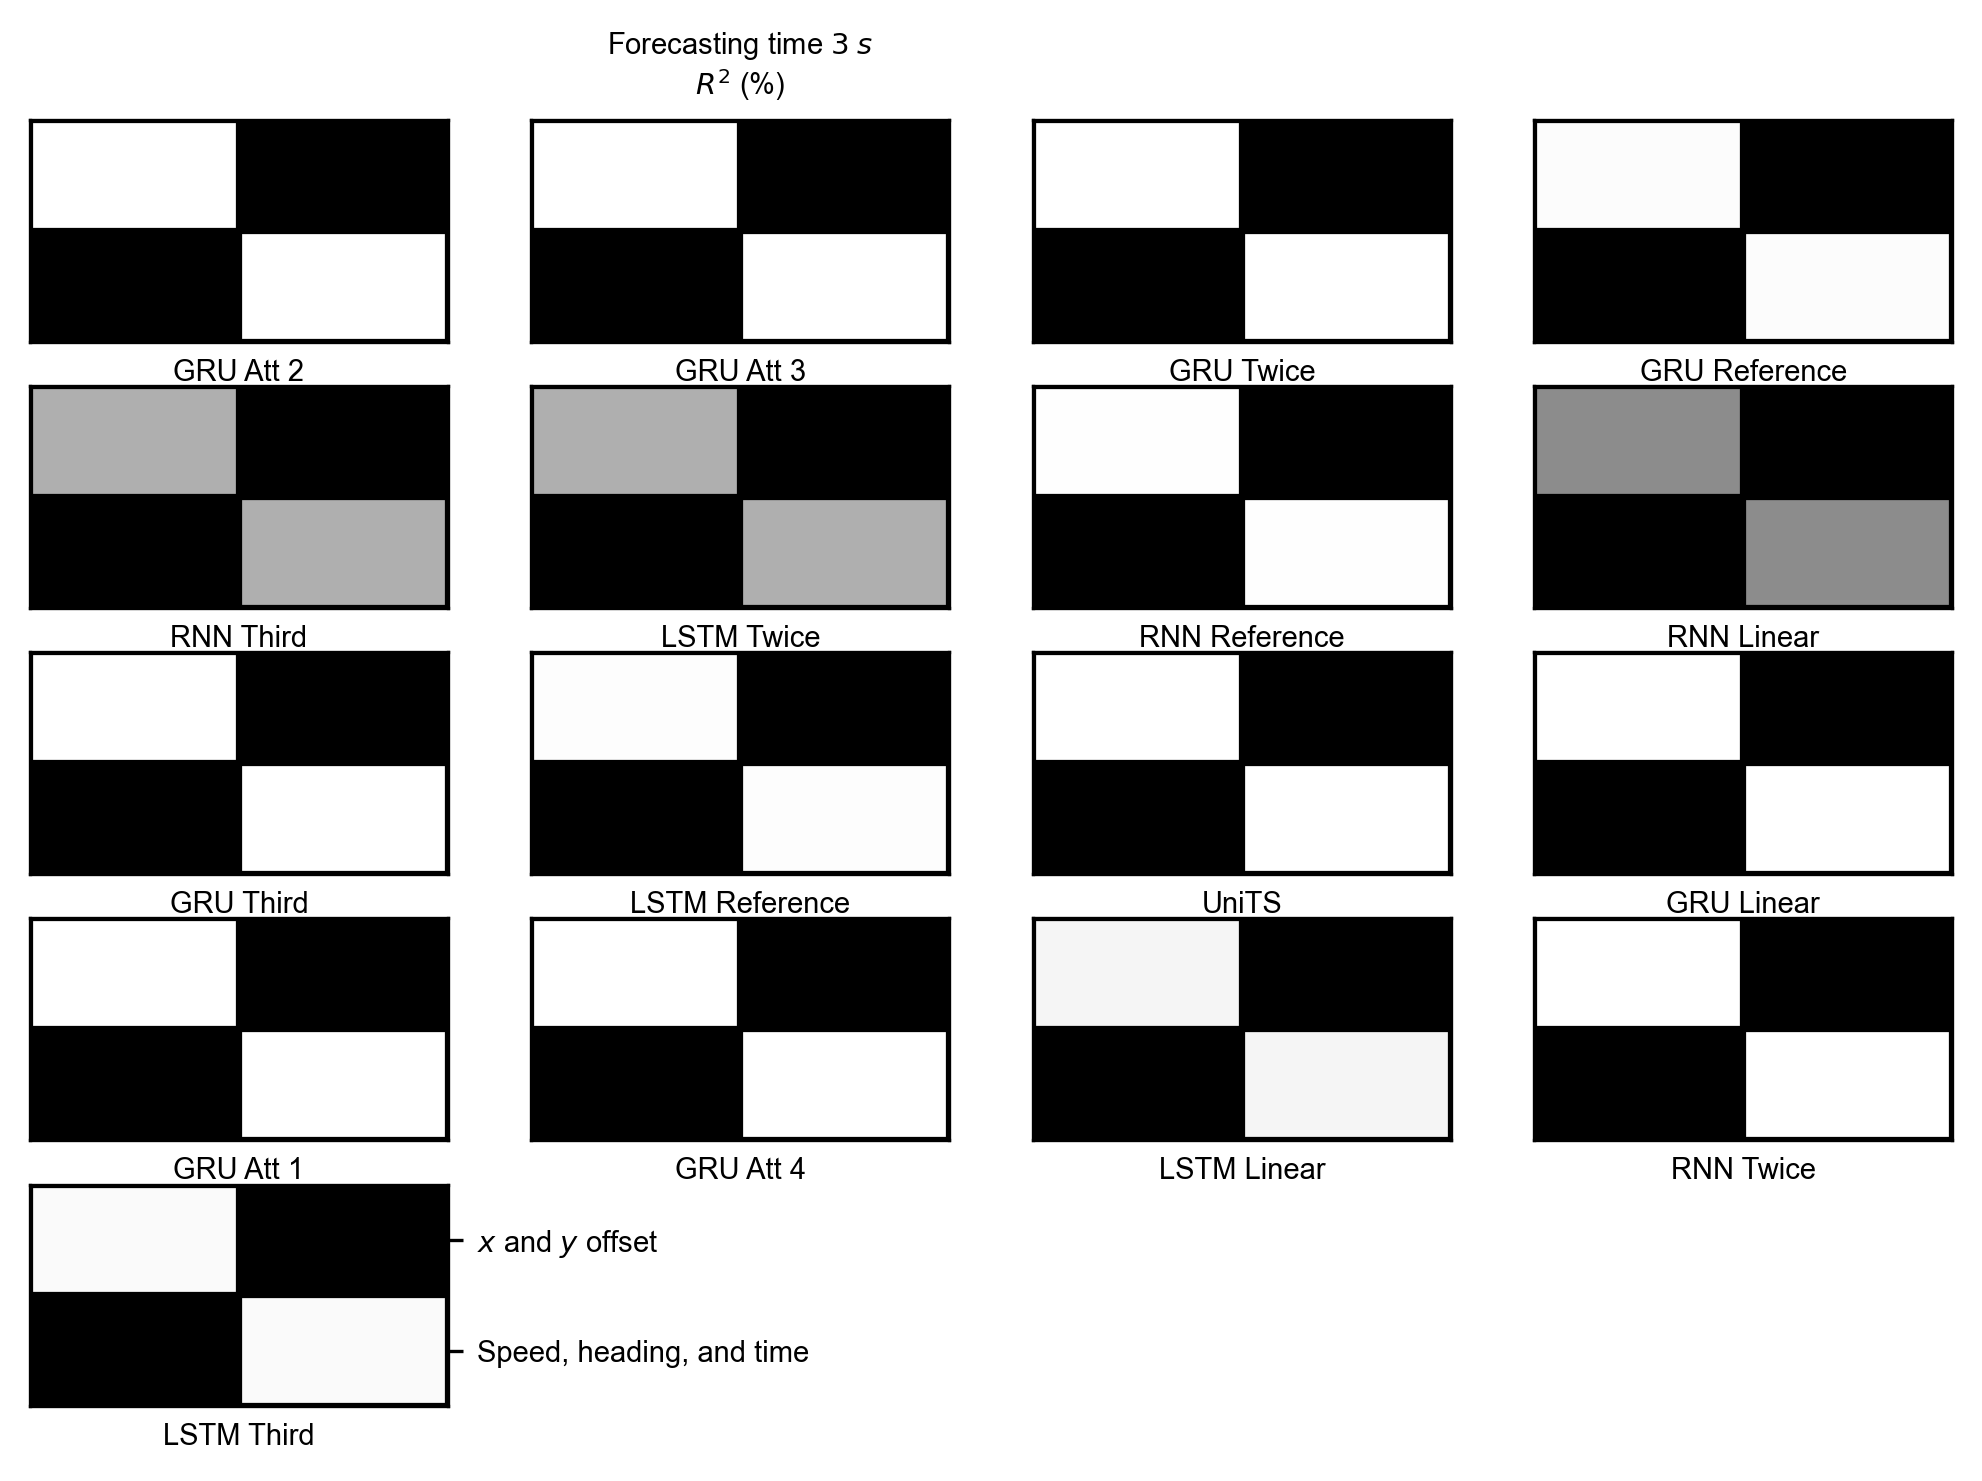 Forecasting time 3 s
R² (%)
GRU Att 2
GRU Att 3
GRU Twice
GRU Reference
RNN Third
LSTM Twice
RNN Reference
RNN Linear
GRU Third
LSTM Reference
UniTS
GRU Linear
GRU Att 1
GRU Att 4
LSTM Linear
RNN Twice
x and y offset
Speed, heading, and time
LSTM Third